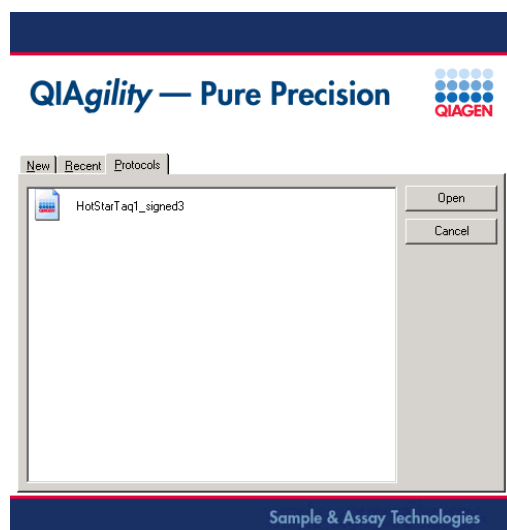 QIAgility — Pure Precision
QIAGEN
New Recent Protocols
HotStarTaq1_signed3
Open
Cancel
Sample & Assay Technologies